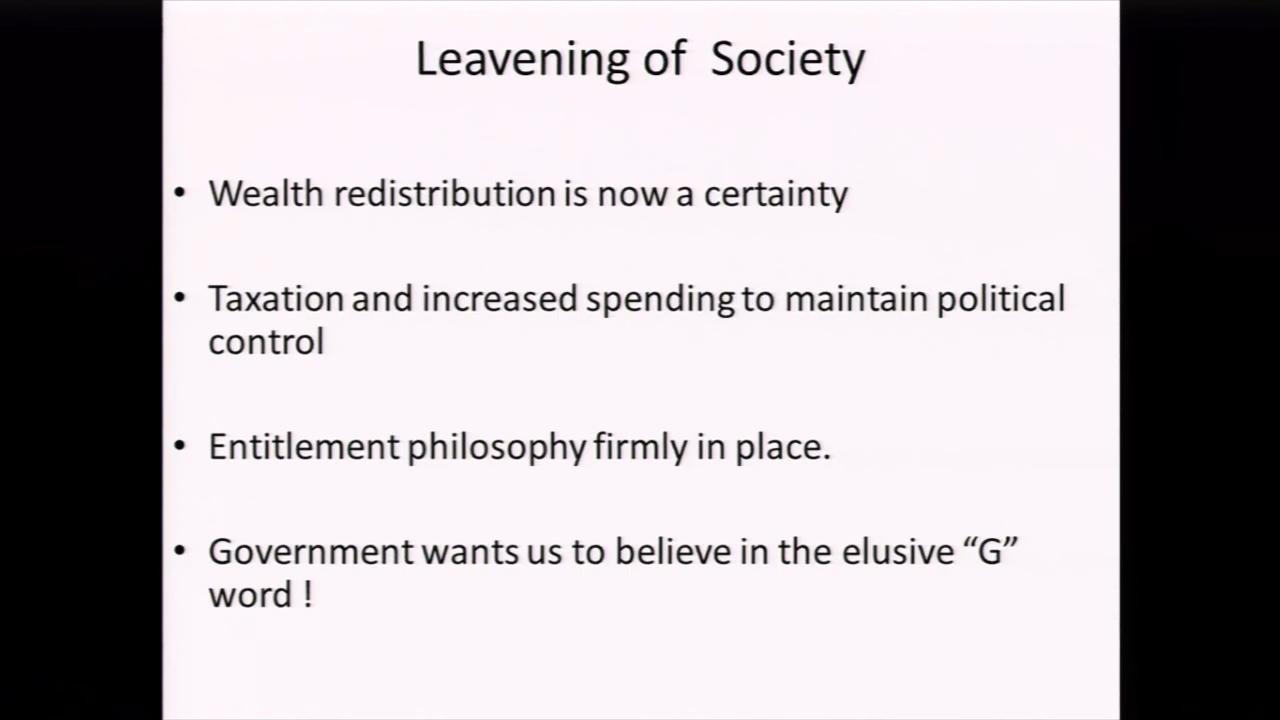 Leavening of Society
• Wealth redistribution is now a certainty
• Taxation and increased spending to maintain political
control
• Entitlement philosophy firmly in place.
• Government wants us to believe in the elusive “G”
word !